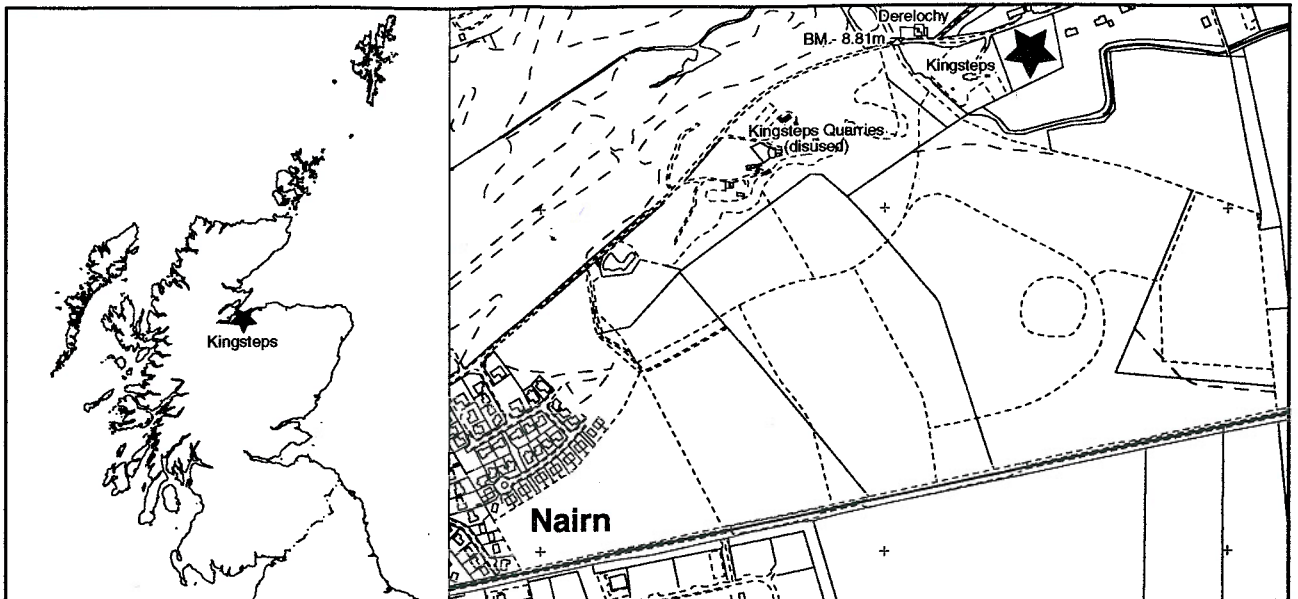 Kingsteps
Derelochy
BM.- 8.81m
Kingsteps
Kingsteps Quarries
(disused)
Nairn